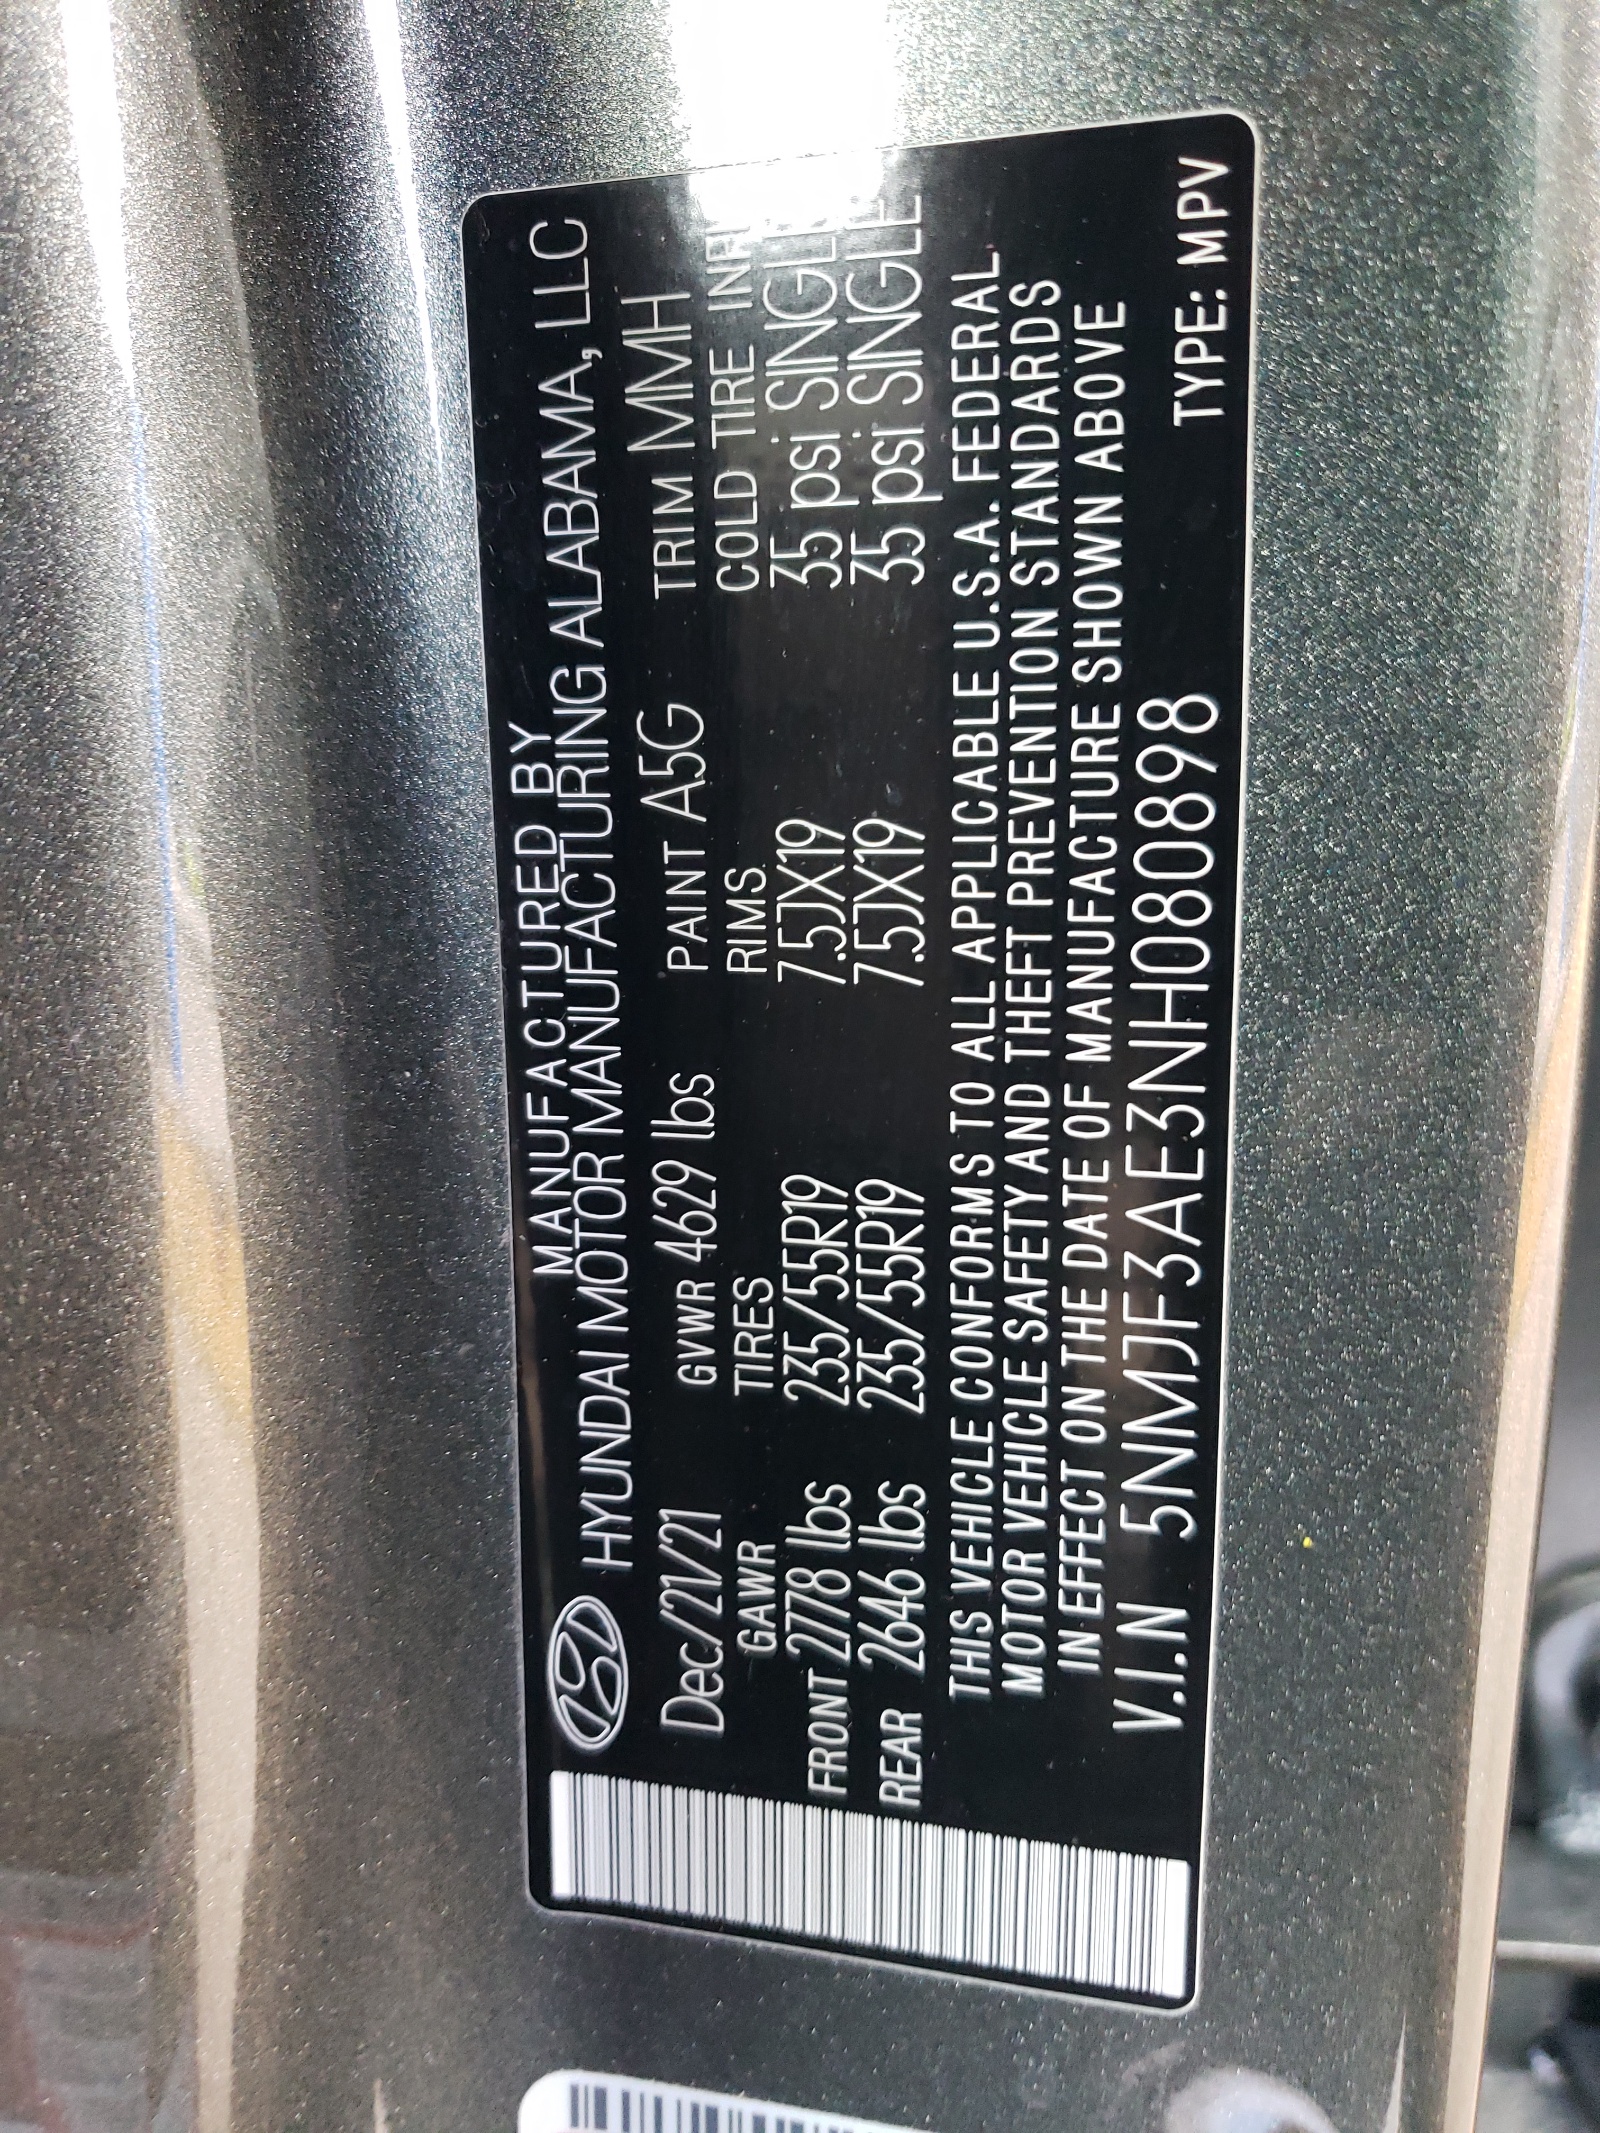 MANUFACTURED BY
HYUNDAI MOTOR MANUFACTURING ALABAMA, LLC
Dec/21/21 GVWR 4629 lbs PAINT A5G TRIM MMH
GAWR TIRES RIMS COLD TIRE INFL
FRONT 2778 lbs 235/55R19 7.5JX19 35 psi SINGLE
REAR 2646 lbs 235/55R19 7.5JX19 35 psi SINGLE
THIS VEHICLE CONFORMS TO ALL APPLICABLE U.S.A. FEDERAL
MOTOR VEHICLE SAFETY AND THEFT PREVENTION STANDARDS
IN EFFECT ON THE DATE OF MANUFACTURE SHOWN ABOVE
V.I.N 5NMJF3AE3NH080898 TYPE: MPV